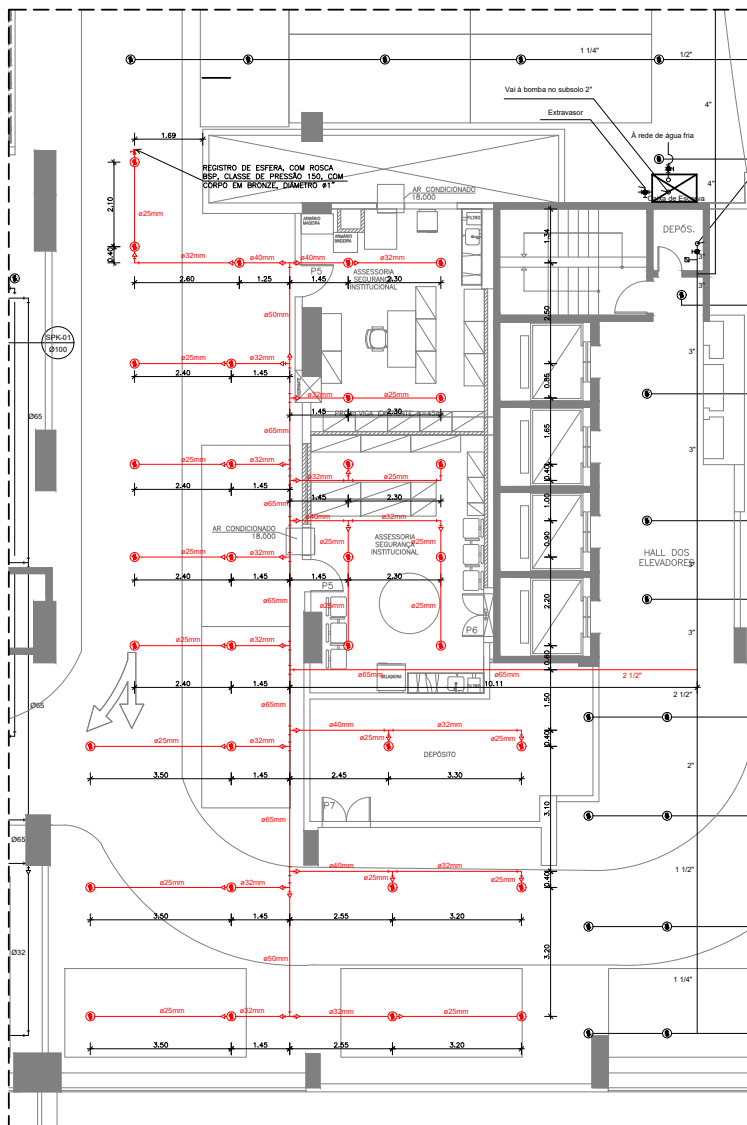 1 1/4"
1/2"
Vai à bomba no subsolo 2"
Extravasor
4"
À rede de água fria
1.69
REGISTRO DE ESFERA, COM ROSCA
BSP, CLASSE DE PRESSÃO 150, COM
CORPO EM BRONZE, DIÂMETRO ø1"
AR CONDICIONADO
18.000
4"
2.10
ø25mm
ARMÁRIO
MADEIRA
ARMÁRIO
MADEIRA
FILTRO
DEPÓS.
1.34
0.40
ø32mm
ø40mm
ø40mm
ø32mm
3"
P5
ASSESSORIA
SEGURANÇA
INSTITUCIONAL
2.60
1.25
1.45
2.30
3"
ø50mm
2.50
SPK-01
Ø100
3"
ø25mm
ø32mm
2.40
1.45
0.85
ø32mm
ø25mm
1.45
2.30
Ø65
ø65mm
1.65
3"
ø25mm
ø32mm
ø32mm
ø25mm
0.40
2.40
1.45
1.45
2.30
ø65mm
1.00
ø40mm
ø32mm
AR CONDICIONADO
18.000
ø25mm
ASSESSORIA
SEGURANÇA
INSTITUCIONAL
ø25mm
0.90
HALL DOS
ELEVADORES
3"
ø25mm
ø32mm
2.40
1.45
1.45
2.30
P5
ø65mm
ø25mm
ø25mm
2.20
P6
3"
ø25mm
ø32mm
0.60
ø65mm
ø65mm
2 1/2"
GELADEIRA
FILTRO
2.40
1.45
10.11
2 1/2"
Ø65
ø65mm
1.50
ø40mm
ø32mm
ø25mm
ø32mm
ø25mm
ø25mm
0.40
DEPÓSITO
2"
3.50
1.45
2.45
3.30
3.10
P7
ø65mm
Ø65
ø40mm
ø32mm
1 1/2"
ø25mm
ø32mm
ø25mm
ø25mm
0.40
3.50
1.45
2.55
3.20
Ø32
ø50mm
3.20
1 1/4"
ø25mm
ø32mm
ø32mm
ø25mm
3.50
1.45
2.55
3.20